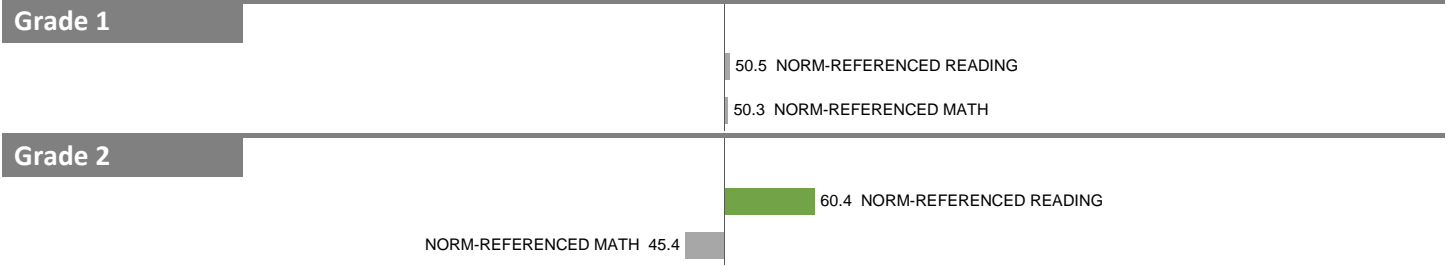 Grade 1
50.5 NORM-REFERENCED READING
50.3 NORM-REFERENCED MATH
Grade 2
60.4 NORM-REFERENCED READING
NORM-REFERENCED MATH 45.4